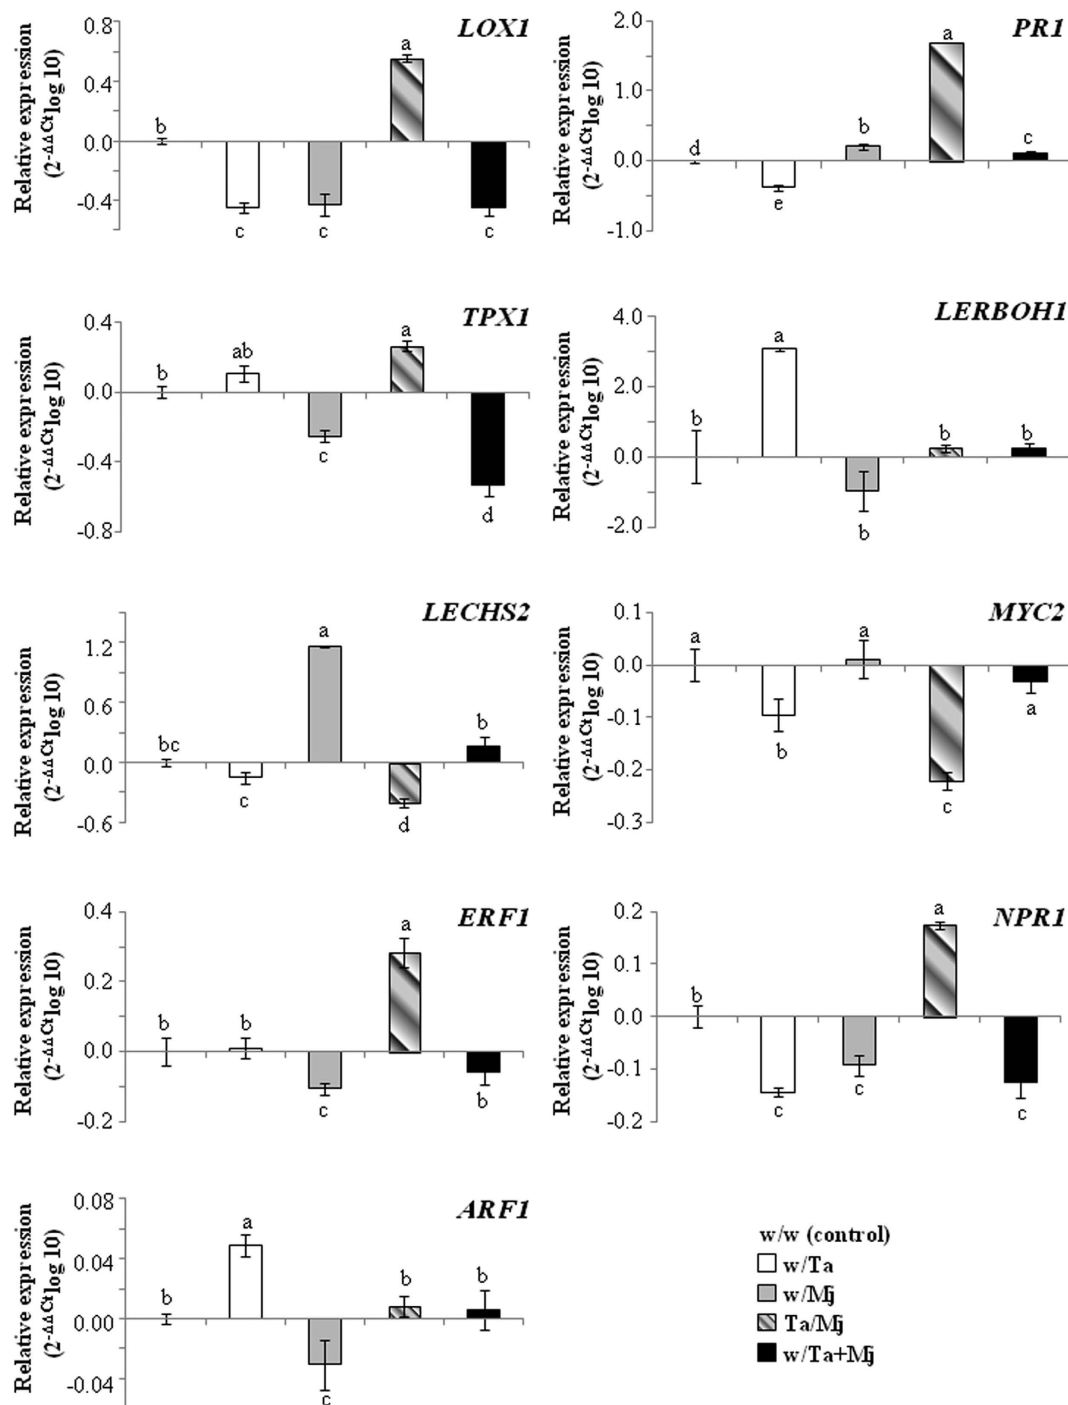 LOX1
Relative expression
(2-ΔΔCt log 10)
0.8
0.4
0.0
-0.4
b
c
c
a
c
PR1
Relative expression
(2-ΔΔCt log 10)
2.0
1.0
0.0
-1.0
d
e
b
a
c
TPX1
Relative expression
(2-ΔΔCt log 10)
0.4
0.0
-0.4
-0.8
b
ab
c
a
d
LERBOH1
Relative expression
(2-ΔΔCt log 10)
4.0
2.0
0.0
-2.0
b
a
b
b
b
LECHS2
Relative expression
(2-ΔΔCt log 10)
1.2
0.6
0.0
-0.6
bc
c
a
d
b
MYC2
Relative expression
(2-ΔΔCt log 10)
0.1
0.0
-0.1
-0.2
-0.3
a
b
a
c
a
ERF1
Relative expression
(2-ΔΔCt log 10)
0.4
0.2
0.0
-0.2
b
b
c
a
b
NPR1
Relative expression
(2-ΔΔCt log 10)
0.2
0.1
0.0
-0.1
-0.2
b
c
c
a
c
ARF1
Relative expression
(2-ΔΔCt log 10)
0.08
0.04
0.00
-0.04
b
a
c
b
b
w/w (control)
w/Ta
w/Mj
Ta/Mj
w/Ta+Mj